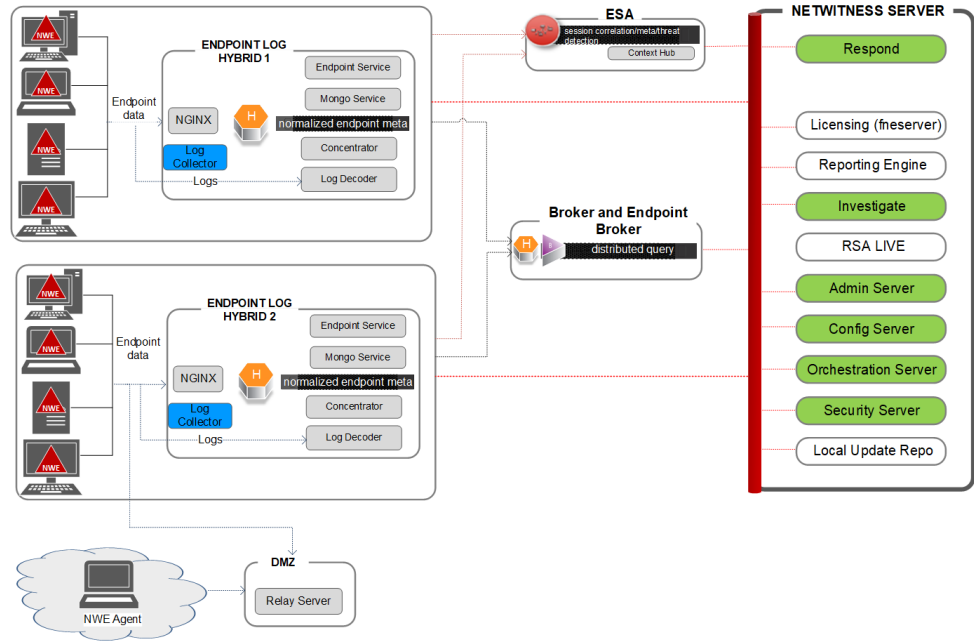 NWE
NWE
NWE
NWE
Endpoint
data
ENDPOINT LOG
HYBRID 1
NGINX
H
Log
Collector
Logs
Endpoint Service
Mongo Service
normalized endpoint meta
Concentrator
Log Decoder
NWE
NWE
NWE
NWE
Endpoint
data
ENDPOINT LOG
HYBRID 2
NGINX
H
Log
Collector
Logs
Endpoint Service
Mongo Service
normalized endpoint meta
Concentrator
Log Decoder
NWE Agent
DMZ
Relay Server
ESA
session correlation/meta/threat
detection
Context Hub
Broker and Endpoint
Broker
H
distributed query
NETWITNESS SERVER
Respond
Licensing (fneserver)
Reporting Engine
Investigate
RSA LIVE
Admin Server
Config Server
Orchestration Server
Security Server
Local Update Repo